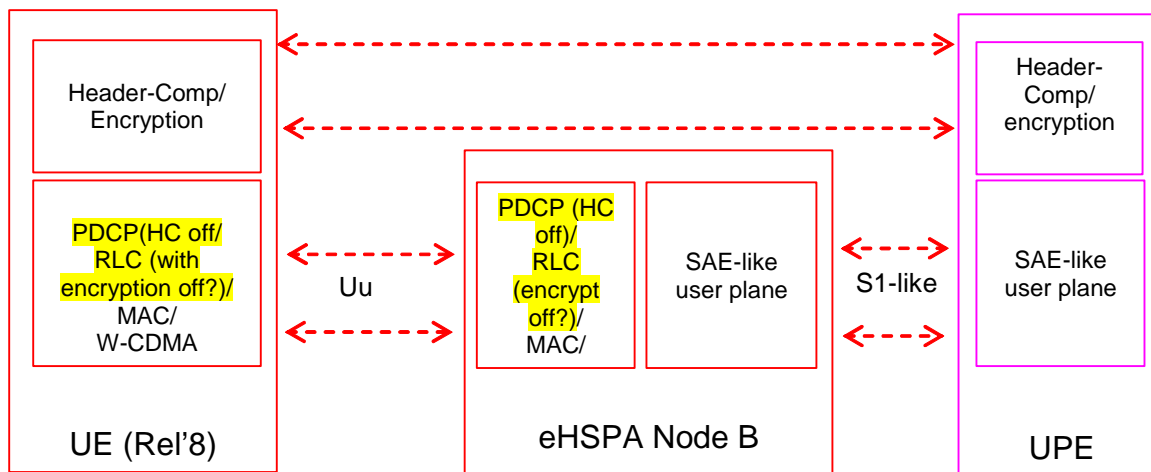 Header-Comp/
Encryption
PDCP(HC off/
RLC (with
encryption off?)/
MAC/
W-CDMA
UE (Rel’8)
Uu
PDCP (HC
off)/
RLC
(encrypt
off?)/
MAC/
SAE-like
user plane
eHSPA Node B
S1-like
Header-
Comp/
encryption
SAE-like
user plane
UPE